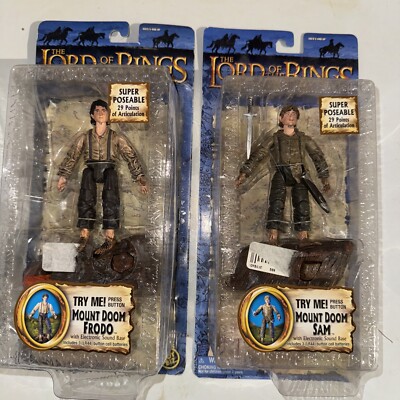 THE
LORD OF RINGS
SUPER
POSEABLE
29 Points
of Articulation
TRY ME! PRESS
BUTTON
MOUNT DOOM
FRODO
with Electronic Sound Base
THE
LORD OF THE RINGS
SUPER
POSEABLE
29 Points
of Articulation
TRY ME! PRESS
BUTTON
MOUNT DOOM
SAM
with Electronic Sound Base